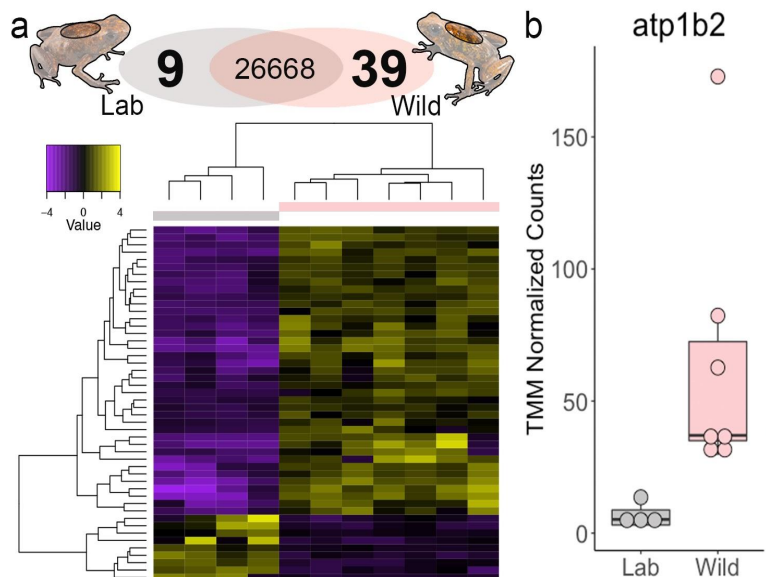 a
9
26668
39
Lab
Wild
-4 0 4
Value
b
atp1b2
TMM Normalized Counts
150
100
50
0
Lab Wild